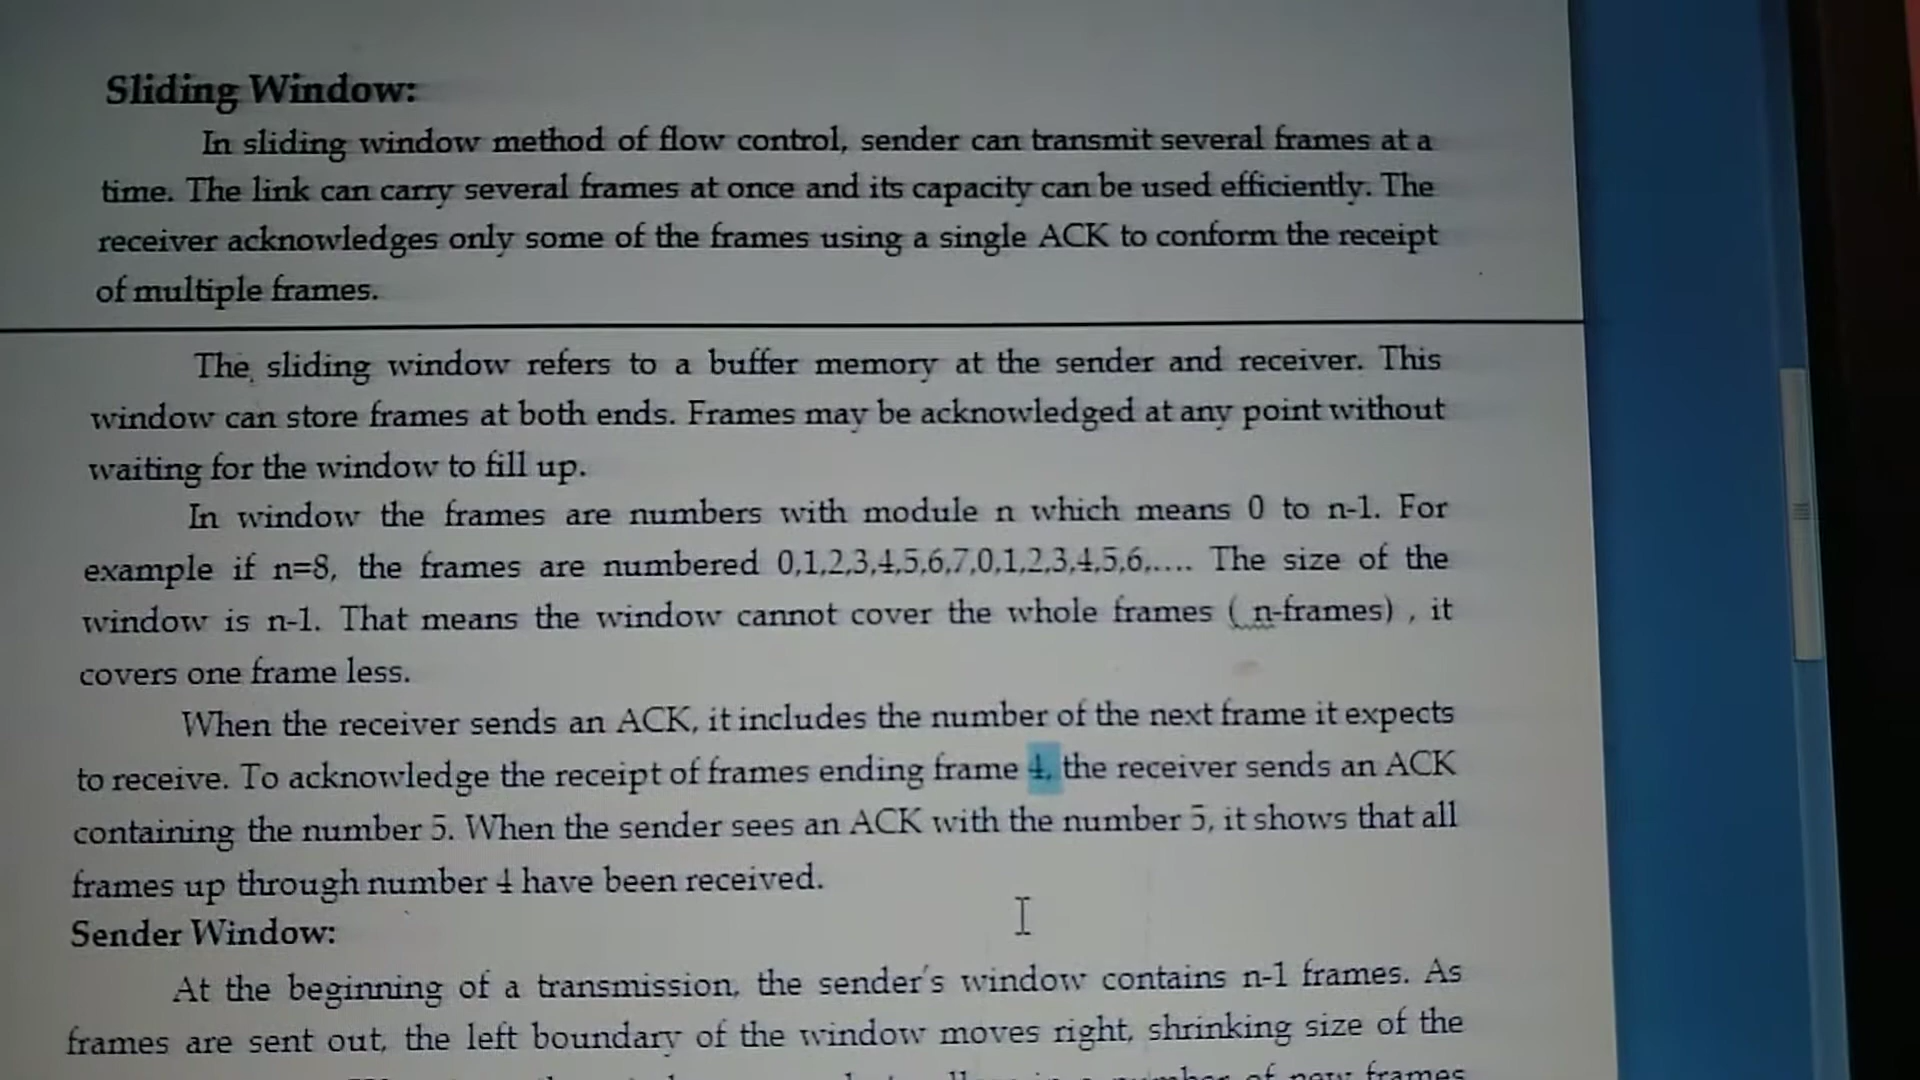 Sliding Window:
In sliding window method of flow control, sender can transmit several frames at a
time. The link can carry several frames at once and its capacity can be used efficiently. The
receiver acknowledges only some of the frames using a single ACK to conform the receipt
of multiple frames.
The sliding window refers to a buffer memory at the sender and receiver. This
window can store frames at both ends. Frames may be acknowledged at any point without
waiting for the window to fill up.
In window the frames are numbers with module n which means 0 to n-1. For
example if n=8, the frames are numbered 0,1,2,3,4,5,6,7,0,1,2,3,4,5,6,.... The size of the
window is n-1. That means the window cannot cover the whole frames ( n-frames) , it
covers one frame less.
When the receiver sends an ACK, it includes the number of the next frame it expects
to receive. To acknowledge the receipt of frames ending frame 4, the receiver sends an ACK
containing the number 5. When the sender sees an ACK with the number 5, it shows that all
frames up through number 4 have been received.
Sender Window:
At the beginning of a transmission, the sender's window contains n-1 frames. As
frames are sent out, the left boundary of the window moves right, shrinking size of the
number of new frames